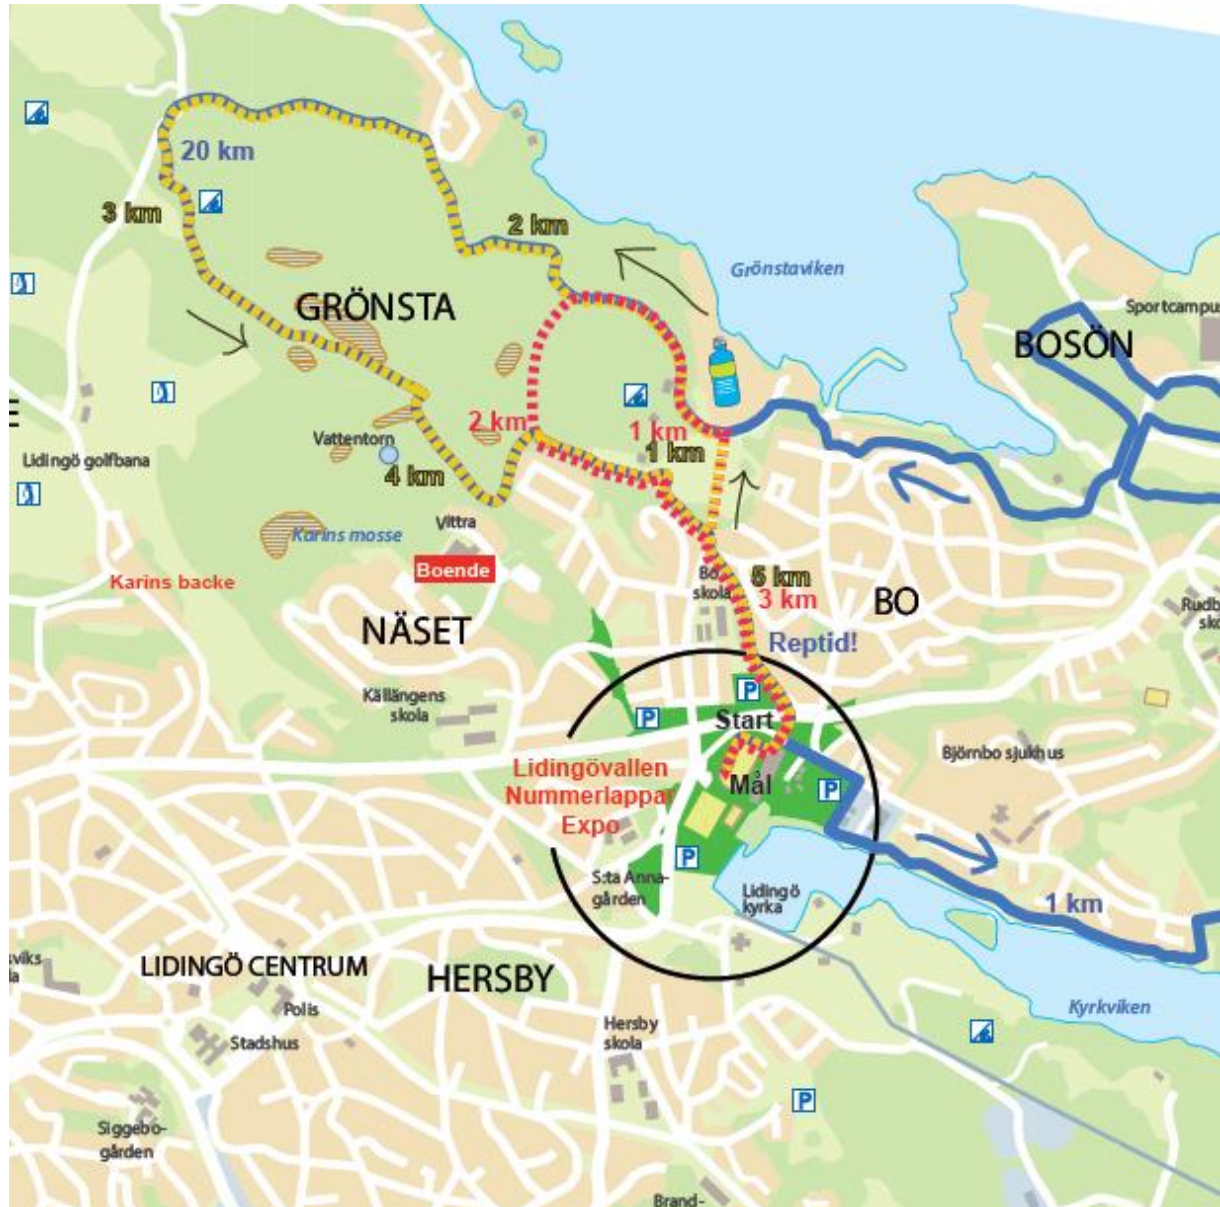 20 km
3 km
2 km
Grönstaviken
GRÖNSTA
Sportcampus
BOSÖN
2 km
1 km
1 km
Vattentorn
Lidingö golfbana
4 km
Vittra
Karins mosse
Boende
Karins backe
Bo
skola
5 km
3 km
BO
NÄSET
Reptid!
Källängens
skola
P
P
Start
Björnbo sjukhus
Lidingövallen
Nummerlappar
Expo
Mål
P
P
S:ta Anna-
gården
Lidingö
kyrka
1 km
LIDINGÖ CENTRUM
HERSBY
Polis
Kyrkviken
Stadshus
Hersby
skola
P
Siggebo-
gården
Brand-